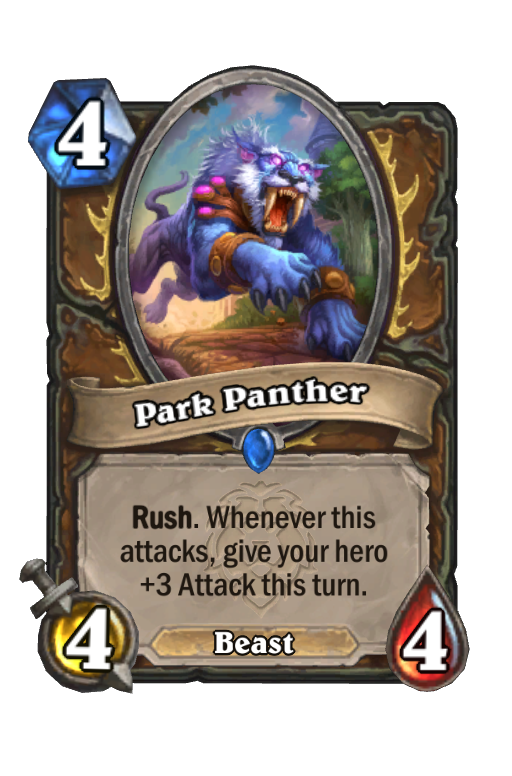 4
Park Panther
Rush. Whenever this
attacks, give your hero
+3 Attack this turn.
4
Beast
4